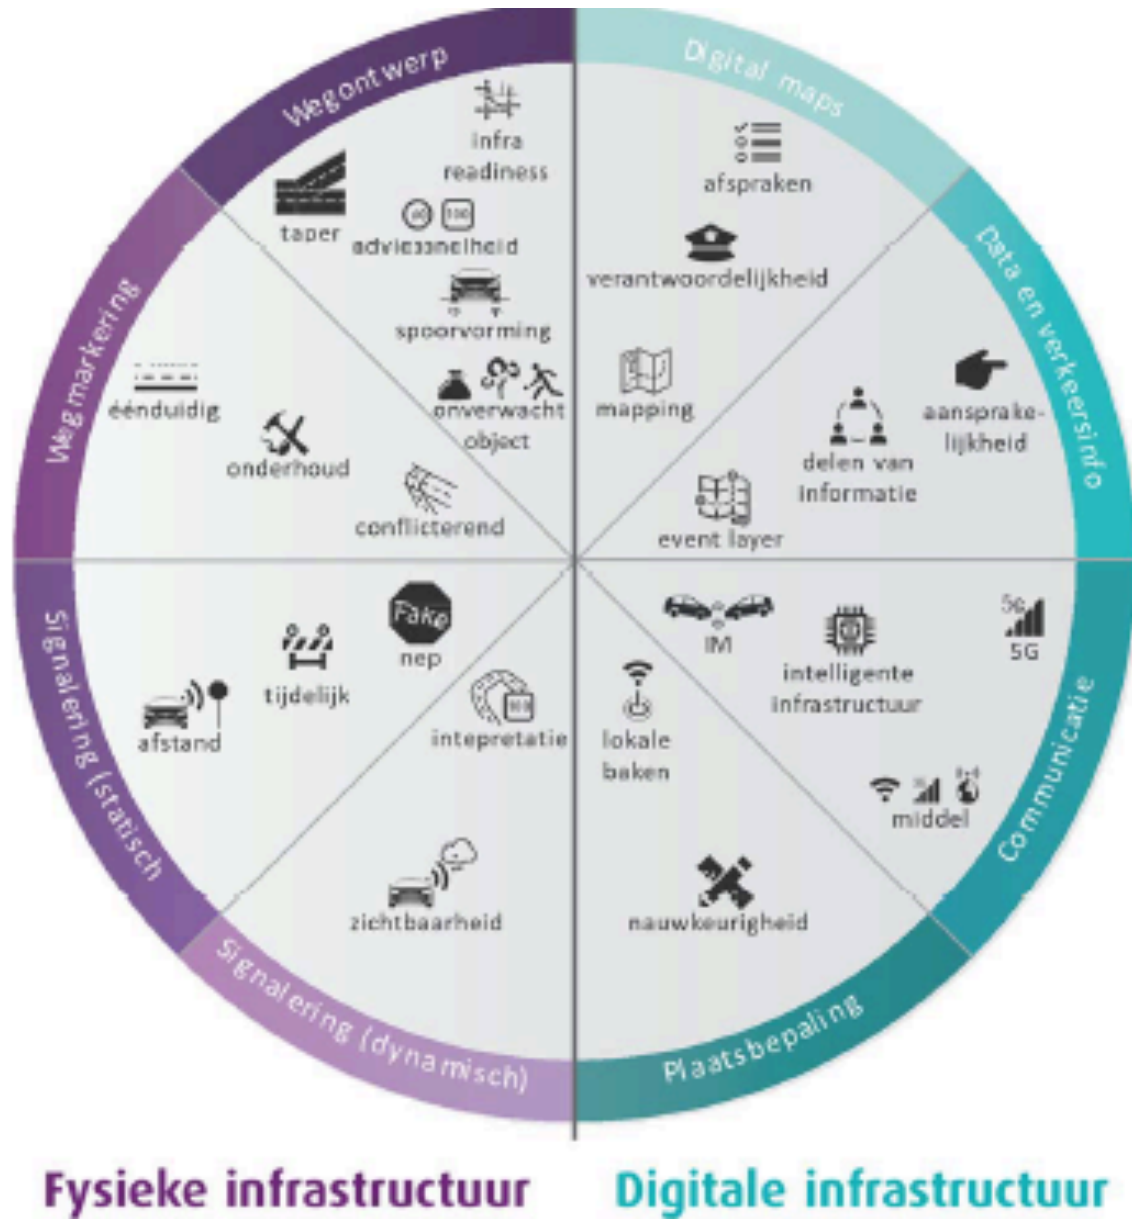 Wegontwerp
infra
readiness
taper
100
adviessnelheid
spoorvorming
onverwacht
object
Wegmarkering
éénduidig
onderhoud
conflicterend
Signalering (statisch)
Fake
nep
tijdelijk
afstand
Signalering (dynamisch)
intepretatie
zichtbaarheid
Digital maps
afspraken
verantwoordelijkheid
mapping
event layer
Data en verkeersinfo
aansprake-
lijkheid
delen van
informatie
Communicatie
IM
intelligente
infrastructuur
5G
5G
middel
Plaatsbepaling
lokale
baken
nauwkeurigheid
Fysieke infrastructuur
Digitale infrastructuur